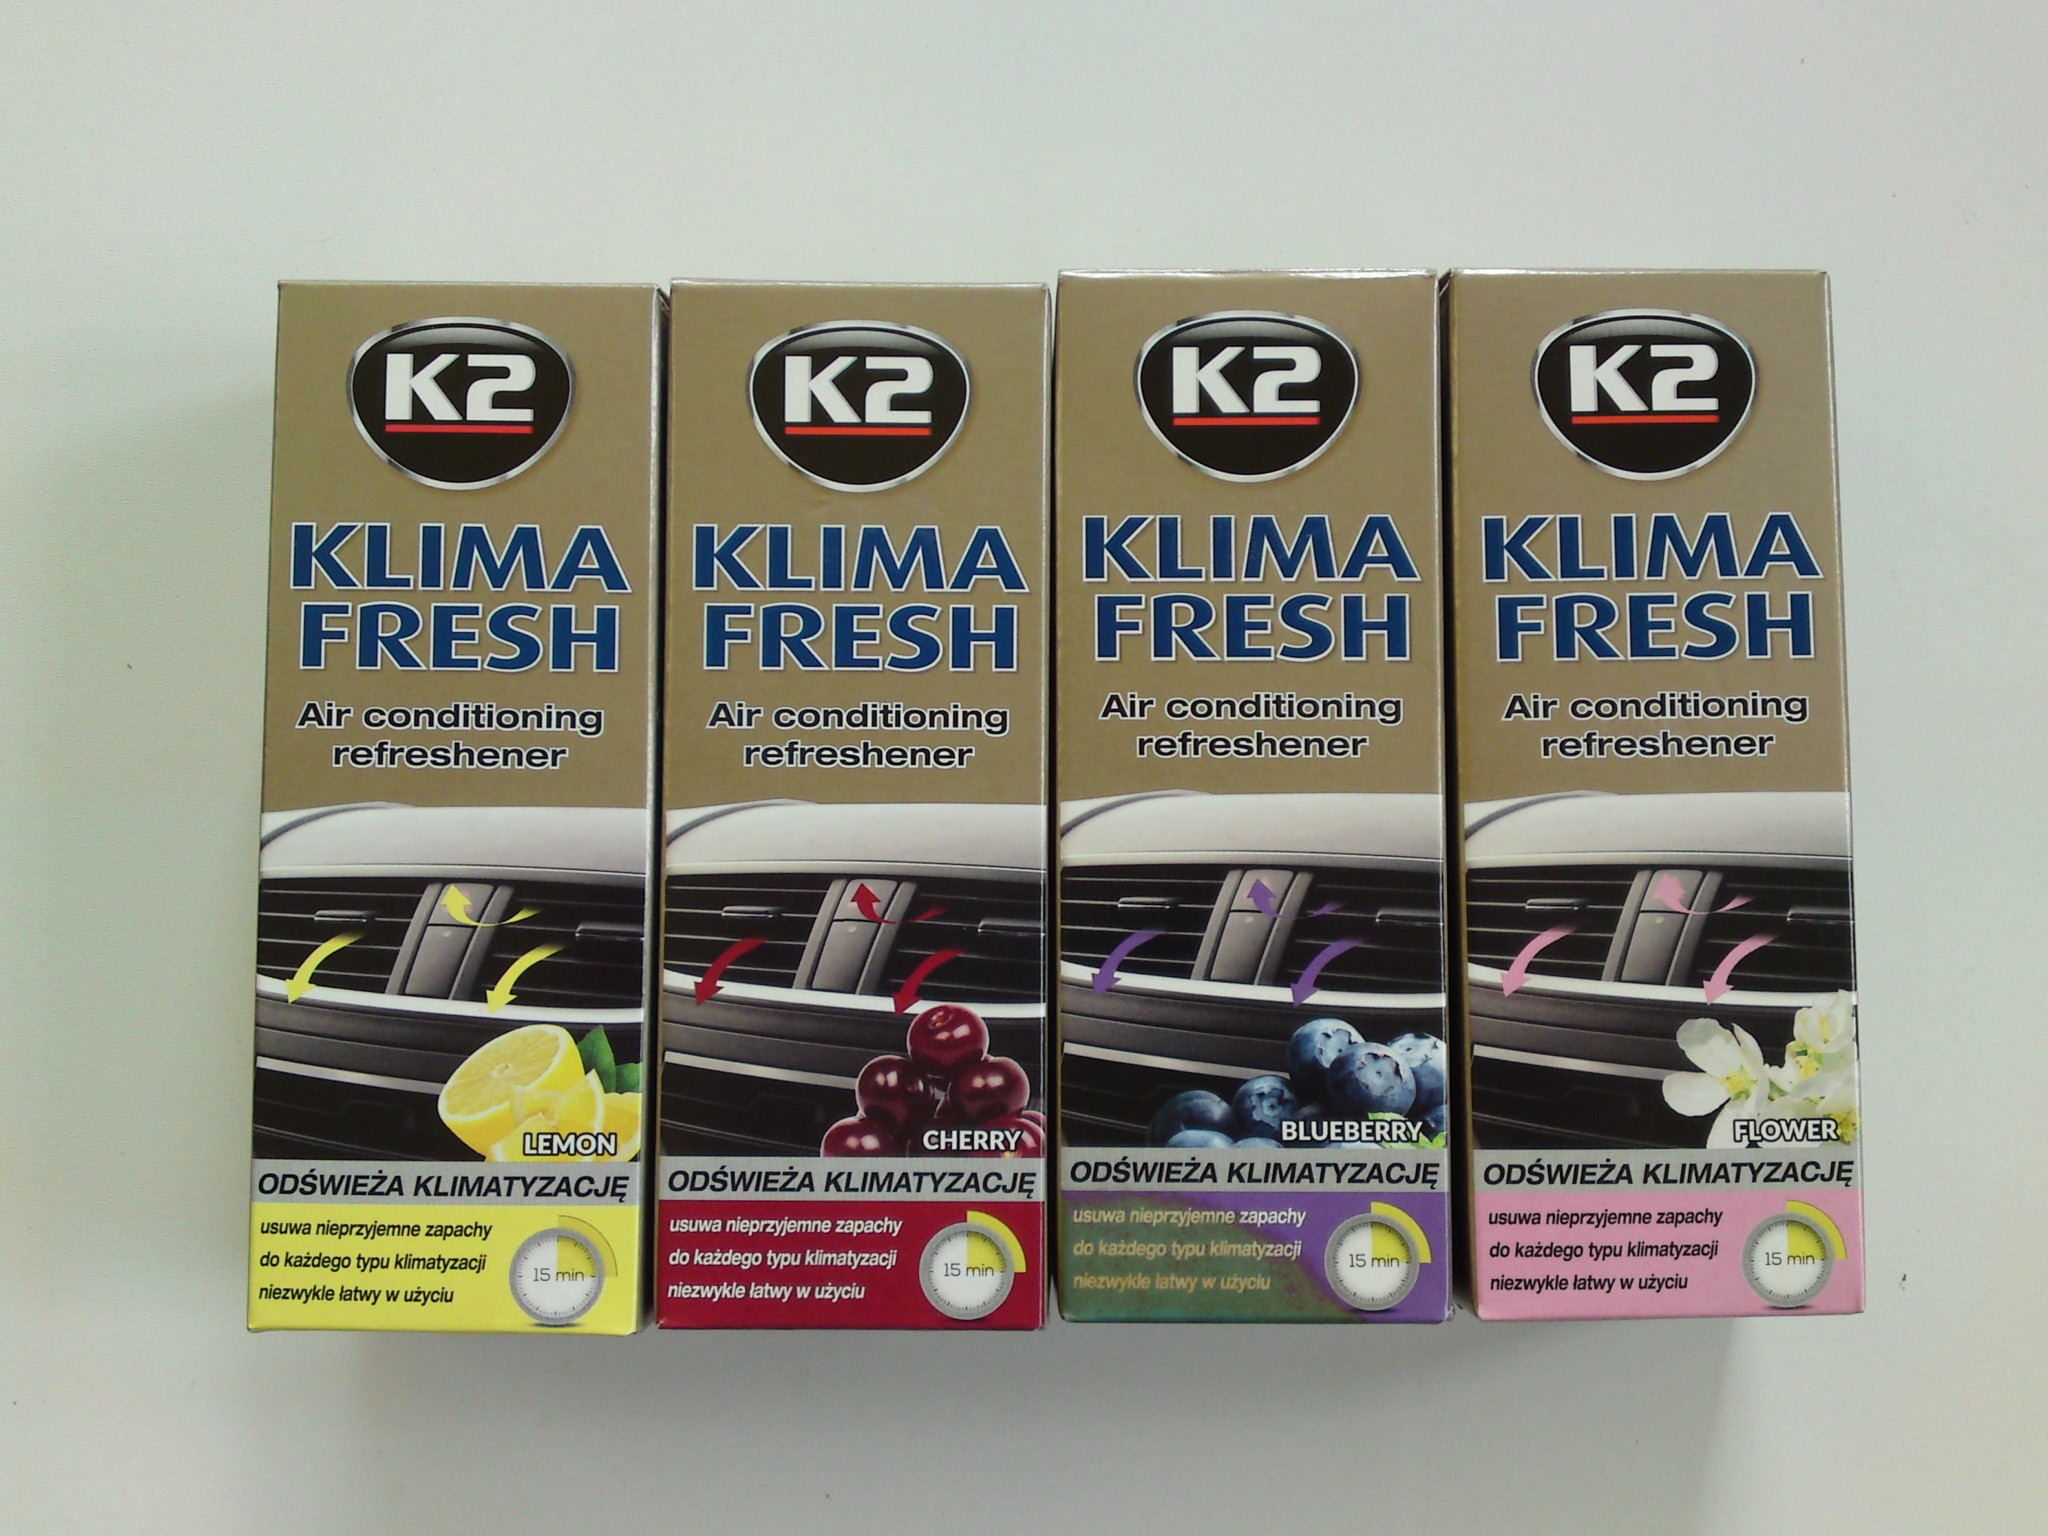 K2
KLIMA
FRESH
Air conditioning
refreshener
LEMON
ODŚWIEŻA KLIMATYZACJĘ
usuwa nieprzyjemne zapachy
do każdego typu klimatyzacji
niezwykle łatwy w użyciu
15 min
K2
KLIMA
FRESH
Air conditioning
refreshener
CHERRY
ODŚWIEŻA KLIMATYZACJĘ
usuwa nieprzyjemne zapachy
do każdego typu klimatyzacji
niezwykle łatwy w użyciu
15 min
K2
KLIMA
FRESH
Air conditioning
refreshener
BLUEBERRY
ODŚWIEŻA KLIMATYZACJĘ
usuwa nieprzyjemne zapachy
do każdego typu klimatyzacji
niezwykle łatwy w użyciu
15 min
K2
KLIMA
FRESH
Air conditioning
refreshener
FLOWER
ODŚWIEŻA KLIMATYZACJĘ
usuwa nieprzyjemne zapachy
do każdego typu klimatyzacji
niezwykle łatwy w użyciu
15 min